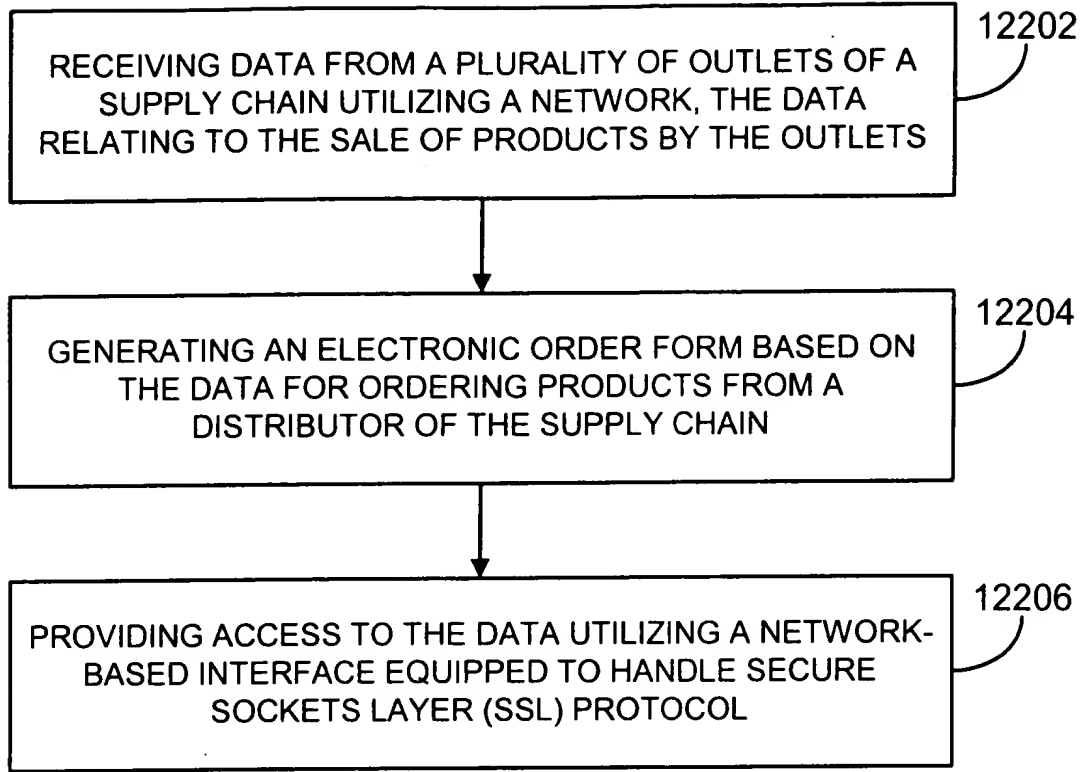 12202
RECEIVING DATA FROM A PLURALITY OF OUTLETS OF A
SUPPLY CHAIN UTILIZING A NETWORK, THE DATA
RELATING TO THE SALE OF PRODUCTS BY THE OUTLETS
12204
GENERATING AN ELECTRONIC ORDER FORM BASED ON
THE DATA FOR ORDERING PRODUCTS FROM A
DISTRIBUTOR OF THE SUPPLY CHAIN
12206
PROVIDING ACCESS TO THE DATA UTILIZING A NETWORK-
BASED INTERFACE EQUIPPED TO HANDLE SECURE
SOCKETS LAYER (SSL) PROTOCOL